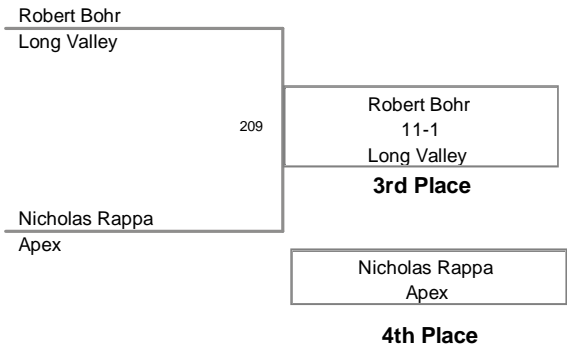 Robert Bohr
Long Valley
209
Robert Bohr
11-1
Long Valley
3rd Place
Nicholas Rappa
Apex
Nicholas Rappa
Apex
4th Place